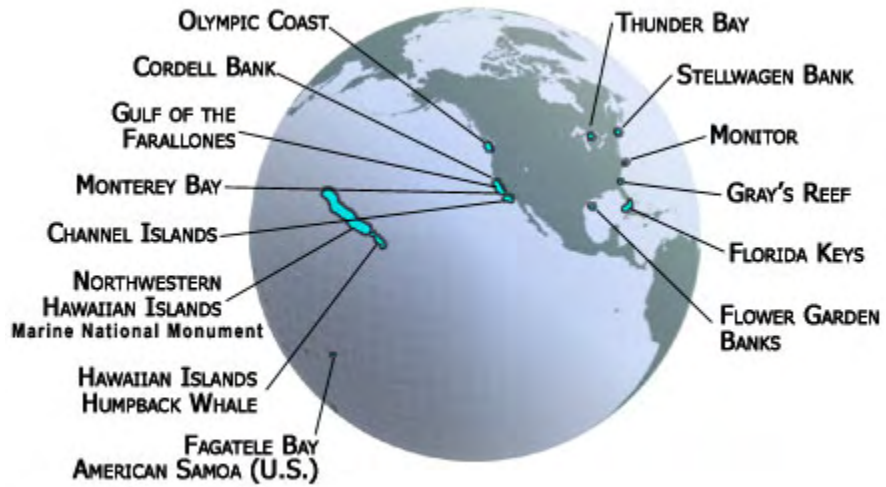 OLYMPIC COAST
CORDELL BANK
GULF OF THE
FARALLONES
MONTEREY BAY
CHANNEL ISLANDS
NORTHWESTERN
HAWAIIAN ISLANDS
Marine National Monument
HAWAIIAN ISLANDS
HUMPBACK WHALE
FAGATELE BAY
AMERICAN SAMOA (U.S.)
THUNDER BAY
STELLWAGEN BANK
MONITOR
GRAY'S REEF
FLORIDA KEYS
FLOWER GARDEN
BANKS